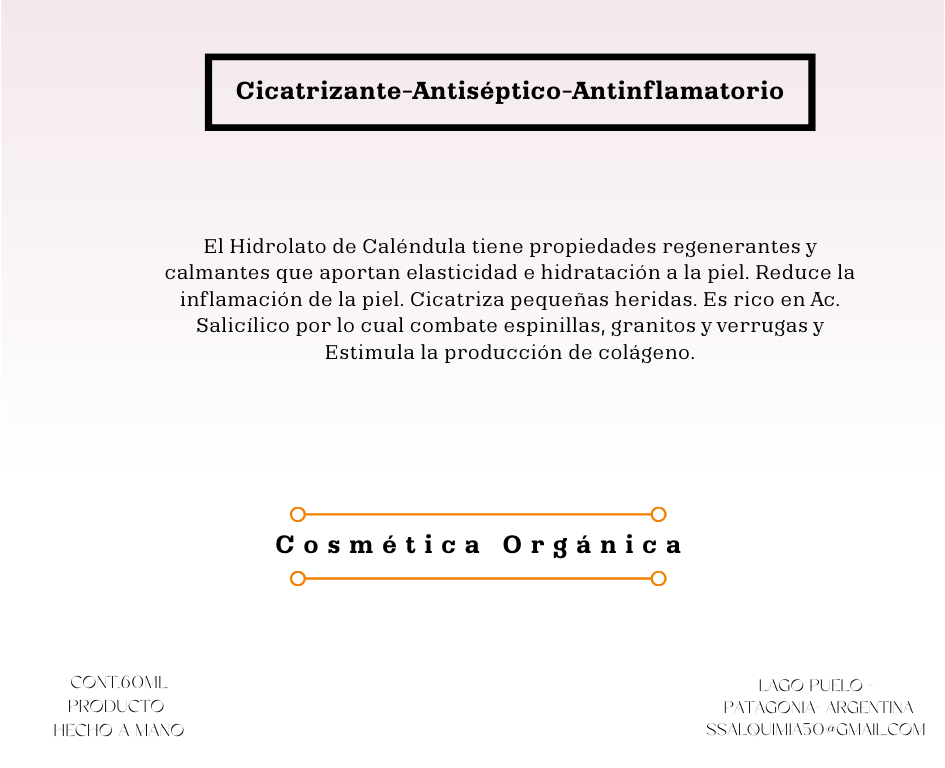 Cicatrizante-Antiséptico-Antinflamatorio
El Hidrolato de Caléndula tiene propiedades regenerantes y
calmantes que aportan elasticidad e hidratación a la piel. Reduce la
inflamación de la piel. Cicatriza pequeñas heridas. Es rico en Ac.
Salicílico por lo cual combate espinillas, granitos y verrugas y
Estimula la producción de colágeno.
Cosmética Orgánica
CONT.60ML
PRODUCTO
HECHO A MANO
LAGO PUELO -
PATAGONIA- ARGENTINA
SSALQUIMIA50@GMAIL.COM